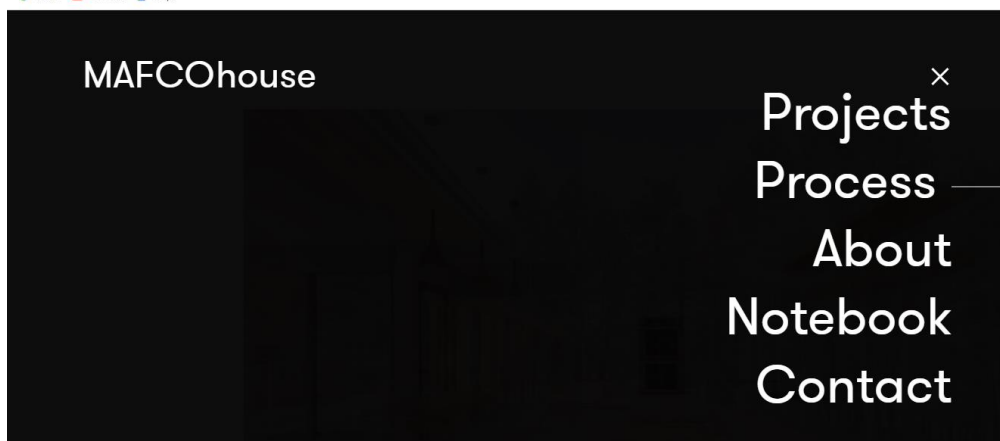 MAFCOhouse
Projects
Process
About
Notebook
Contact